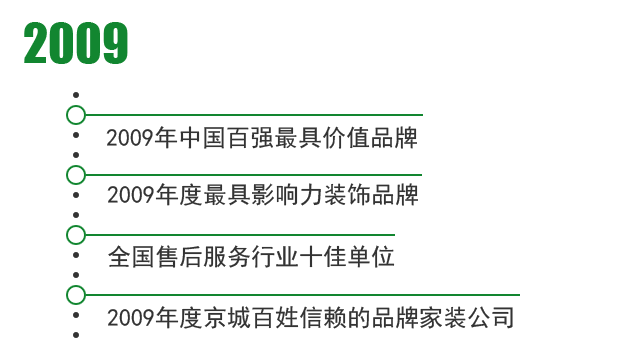 2009
2009年中国百强最具价值品牌
2009年度最具影响力装饰品牌
全国售后服务行业十佳单位
2009年度京城百姓信赖的品牌家装公司